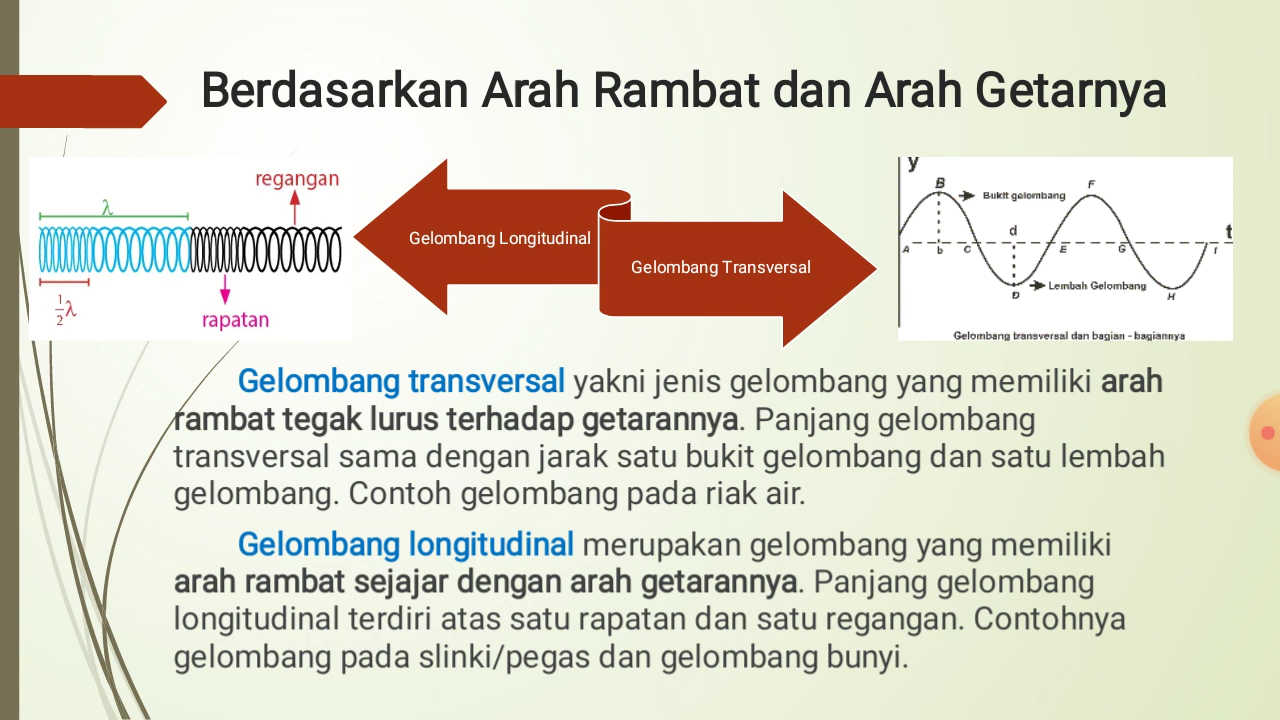 Berdasarkan Arah Rambat dan Arah Getarnya
regangan
λ
½λ
rapatan
Gelombang Longitudinal
Gelombang Transversal
y
B
Bukit gelombang
F
d
t
A
b
C
E
G
I
D
Lembah Gelombang
H
Gelombang transversal dan bagian - bagiannya
Gelombang transversal yakni jenis gelombang yang memiliki arah
rambat tegak lurus terhadap getarannya. Panjang gelombang
transversal sama dengan jarak satu bukit gelombang dan satu lembah
gelombang. Contoh gelombang pada riak air.
Gelombang longitudinal merupakan gelombang yang memiliki
arah rambat sejajar dengan arah getarannya. Panjang gelombang
longitudinal terdiri atas satu rapatan dan satu regangan. Contohnya
gelombang pada slinki/pegas dan gelombang bunyi.